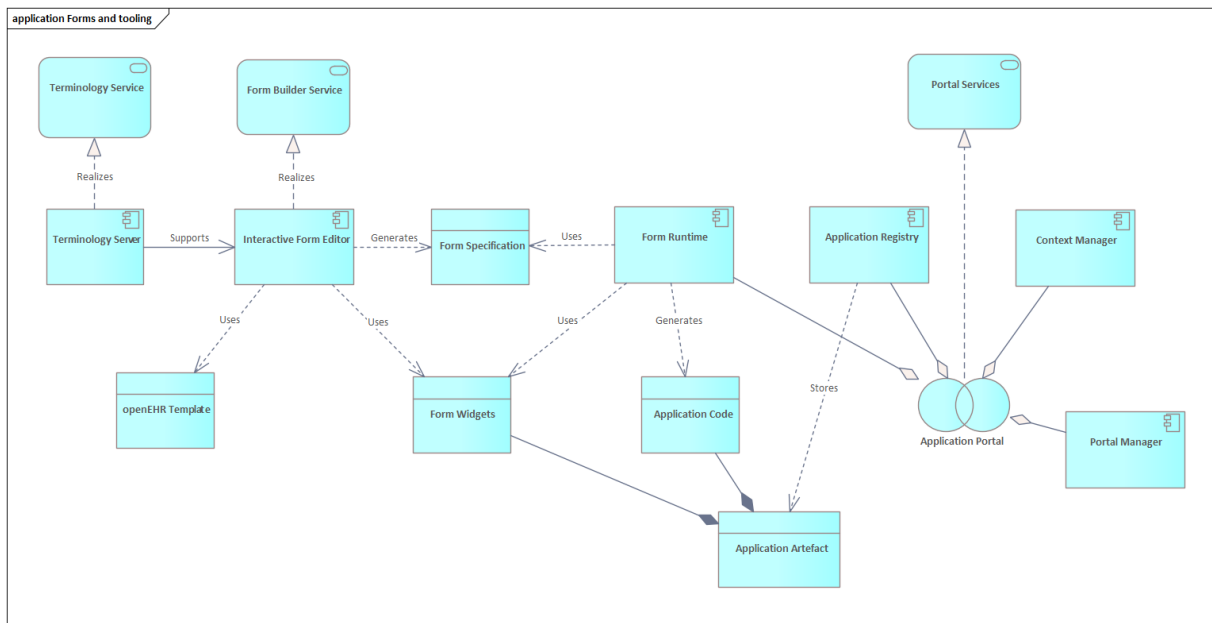 application Forms and tooling
Terminology Service
Form Builder Service
Portal Services
Realizes
Realizes
Terminology Server
Supports
Interactive Form Editor
Generates
Form Specification
Uses
Form Runtime
Application Registry
Context Manager
Uses
Uses
Uses
Generates
Stores
openEHR Template
Form Widgets
Application Code
Application Portal
Portal Manager
Application Artefact